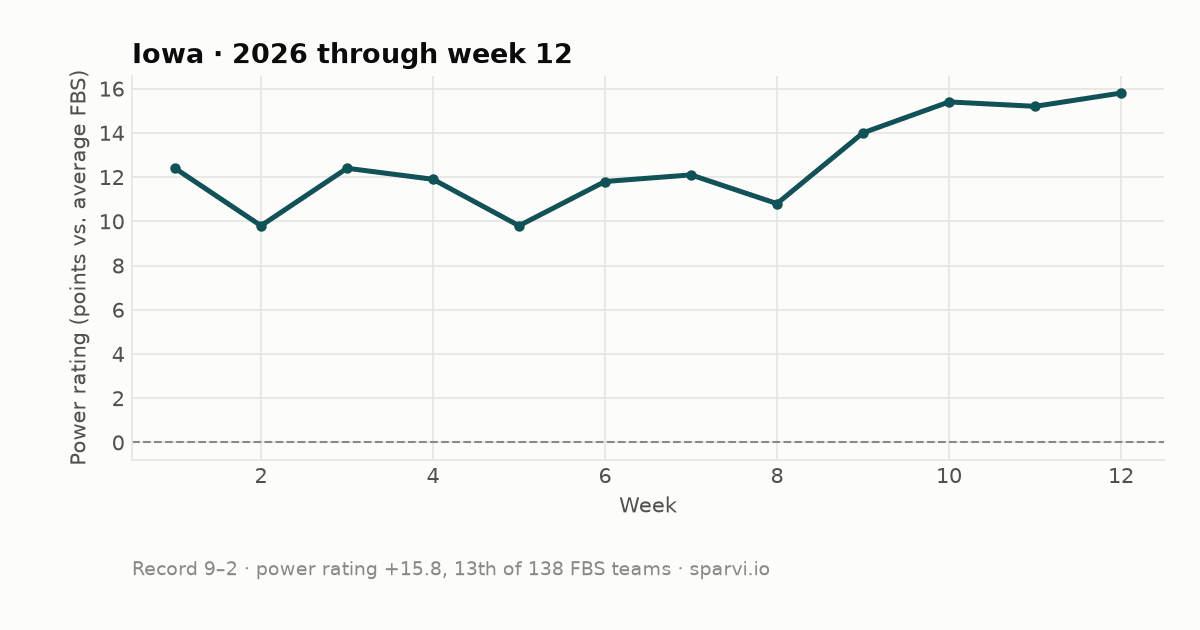 Iowa · 2026 through week 12
Power rating (points vs. average FBS)
16
14
12
10
8
6
4
2
0
2 4 6 8 10 12
Week
Record 9–2 · power rating +15.8, 13th of 138 FBS teams · sparvi.io